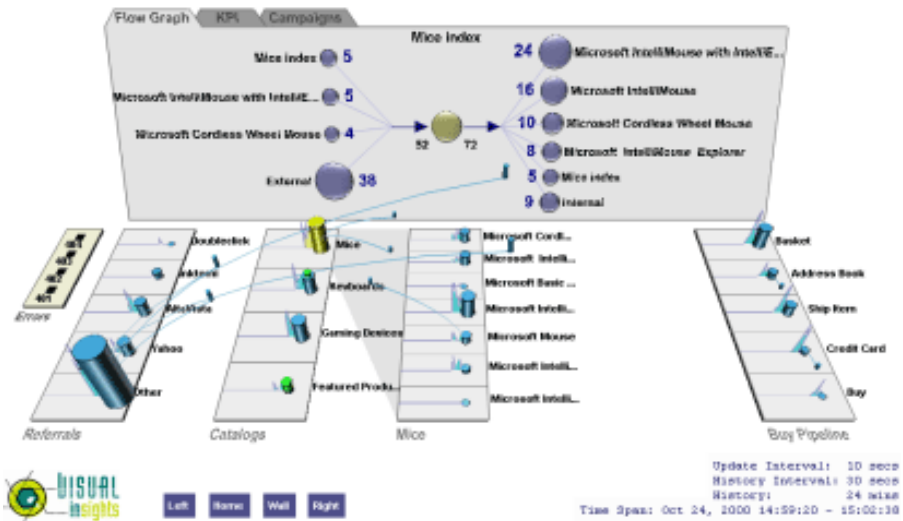 Flow Graph KPI Campaigns
Mice index
Mice index 5
Microsoft IntelliMouse with IntelliE... 5
Microsoft Cordless Wheel Mouse 4
External 38
52 72
24 Microsoft IntelliMouse with IntelliE...
16 Microsoft IntelliMouse
10 Microsoft Cordless Wheel Mouse
8 Microsoft IntelliMouse Explorer
5 Mice index
9 Internal
401
Errors
Doubleclick
Inktomi
AltaVista
Yahoo
Other
Referrals
Mice
Keyboards
Gaming Devices
Featured Produ...
Catalogs
Microsoft Cordl...
Microsoft Intelli...
Microsoft Basic ...
Microsoft Intelli...
Microsoft Mouse
Microsoft Intelli...
Microsoft Intelli...
Mice
Basket
Address Book
Ship Item
Credit Card
Buy
Buy Pipeline
VISUAL
insights
Left Home Wall Right
Update Interval: 10 secs
History Interval: 30 secs
History: 24 mins
Time Span: Oct 24, 2000 14:59:20 - 15:02:38